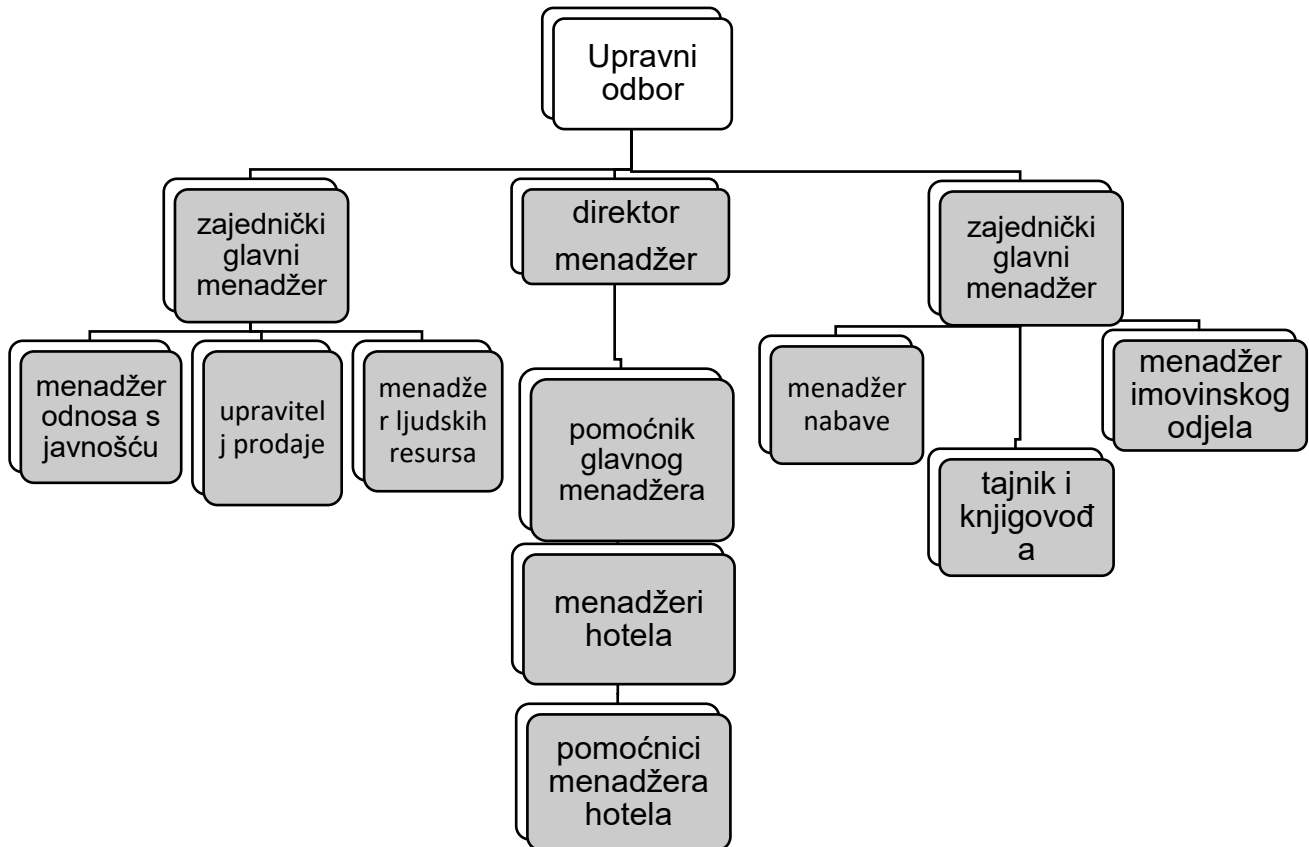 Upravni
odbor
zajednički
glavni
menadžer
direktor
menadžer
zajednički
glavni
menadžer
menadžer
odnosa s
javnošću
upravitel
j prodaje
menadže
r ljudskih
resursa
pomoćnik
glavnog
menadžera
menadžer
nabave
tajnik i
knjigovođ
a
menadžer
imovinskog
odjela
menadžeri
hotela
pomoćnici
menadžera
hotela